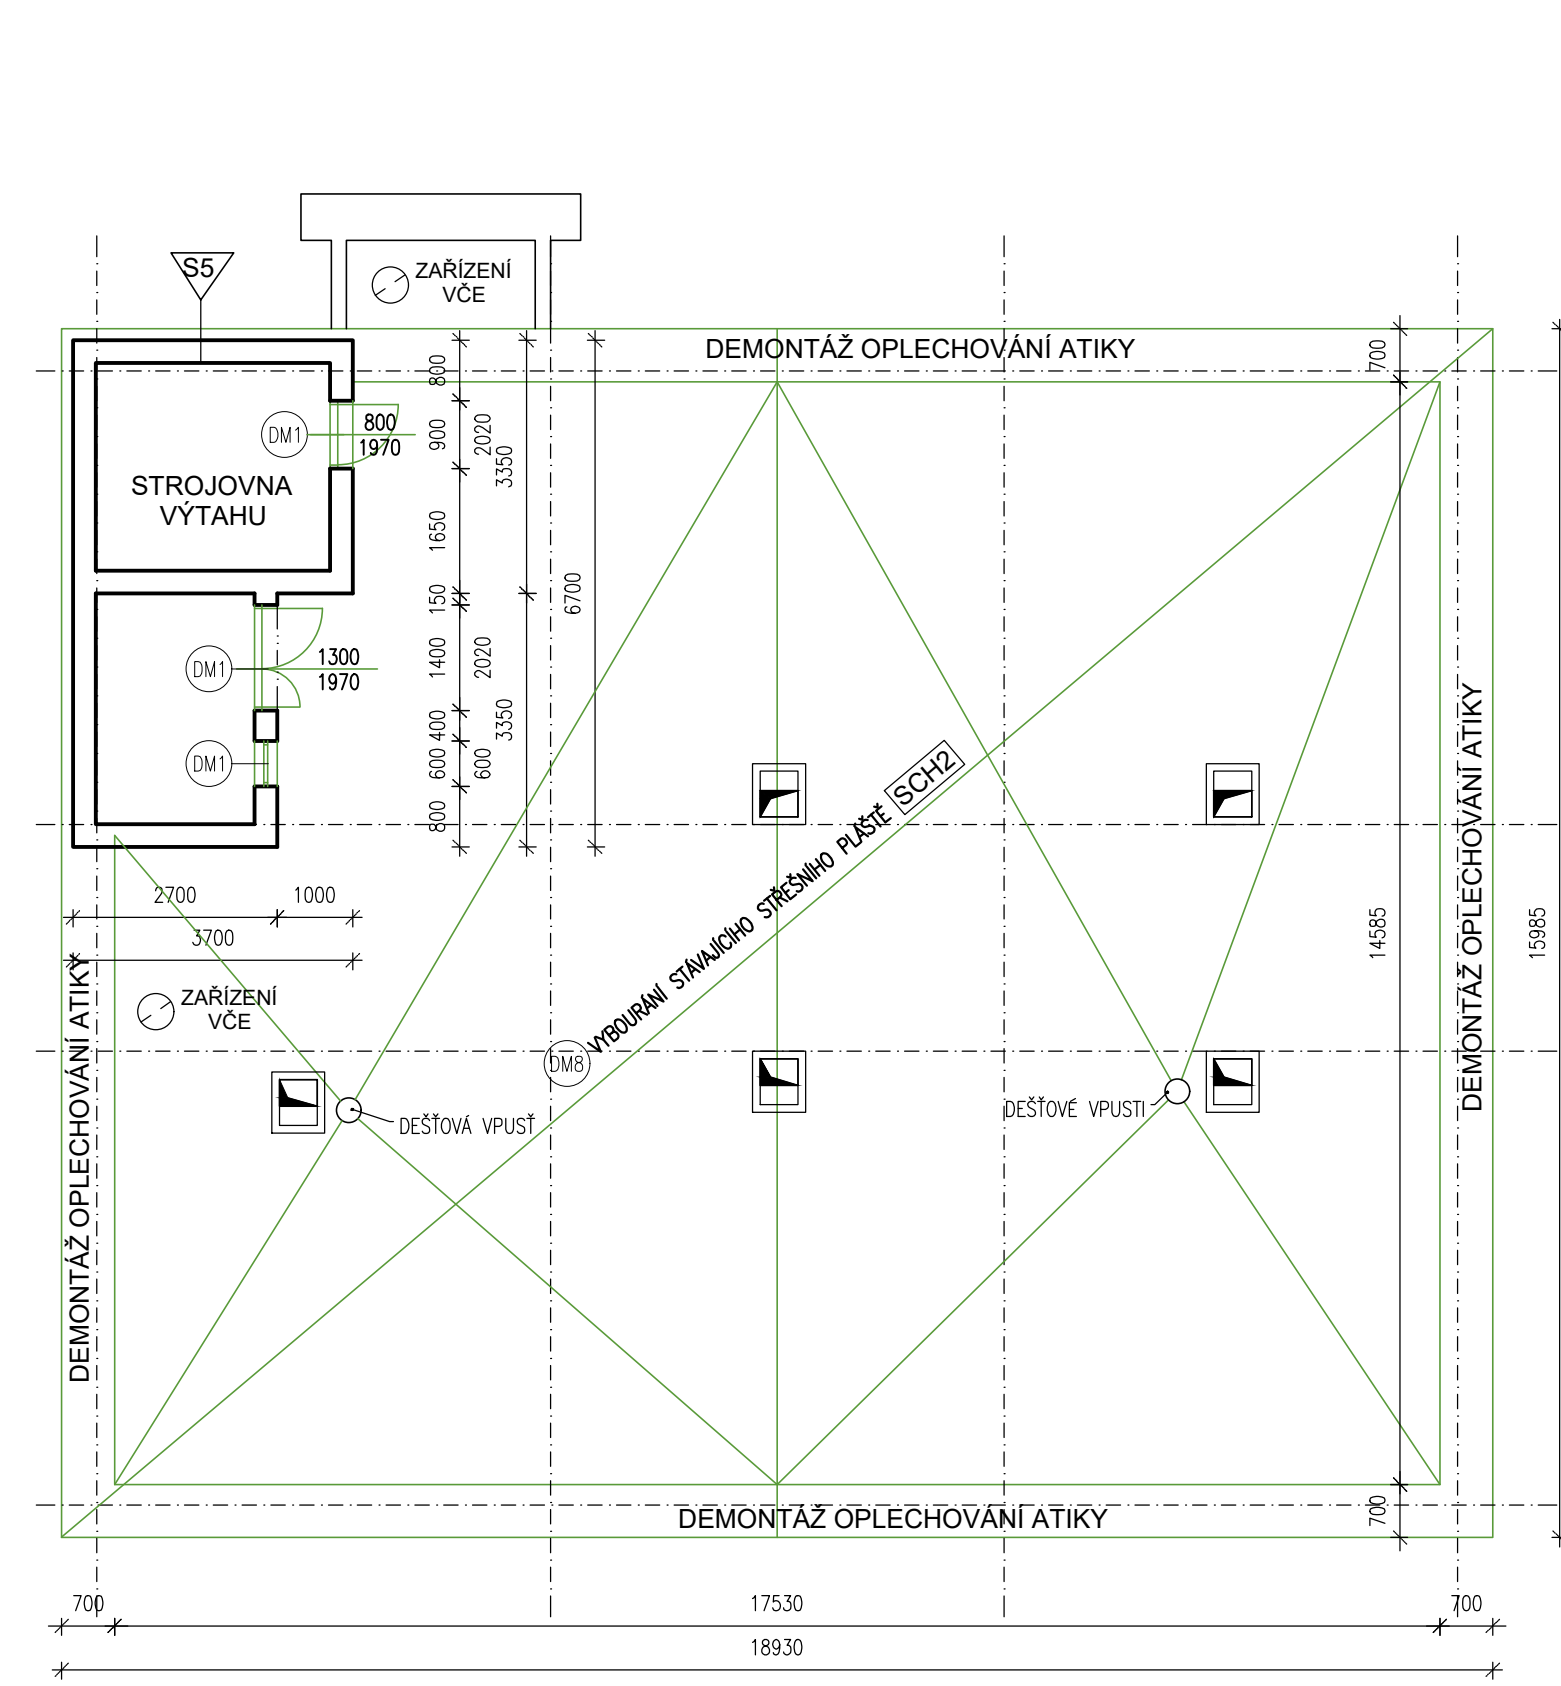 S5
ZAŘÍZENÍ
VČE
DEMONTÁŽ OPLECHOVÁNÍ ATIKY
700
800
DM1
800
1970
900
2020
3350
STROJOVNA
VÝTAHU
1650
150
6700
DM1
1300
1970
1400
2020
400
3350
DM1
600
600
800
SCH2
VYBOURÁNÍ STÁVAJÍCÍHO STŘEŠNÍHO PLÁŠTĚ
DM8
DEMONTÁŽ OPLECHOVÁNÍ ATIKY
14585
15985
2700
1000
3700
ZAŘÍZENÍ
VČE
DEMONTÁŽ OPLECHOVÁNÍ ATIKY
DEŠŤOVÁ VPUSŤ
DEŠŤOVÉ VPUSTI
700
DEMONTÁŽ OPLECHOVÁNÍ ATIKY
700
17530
700
18930